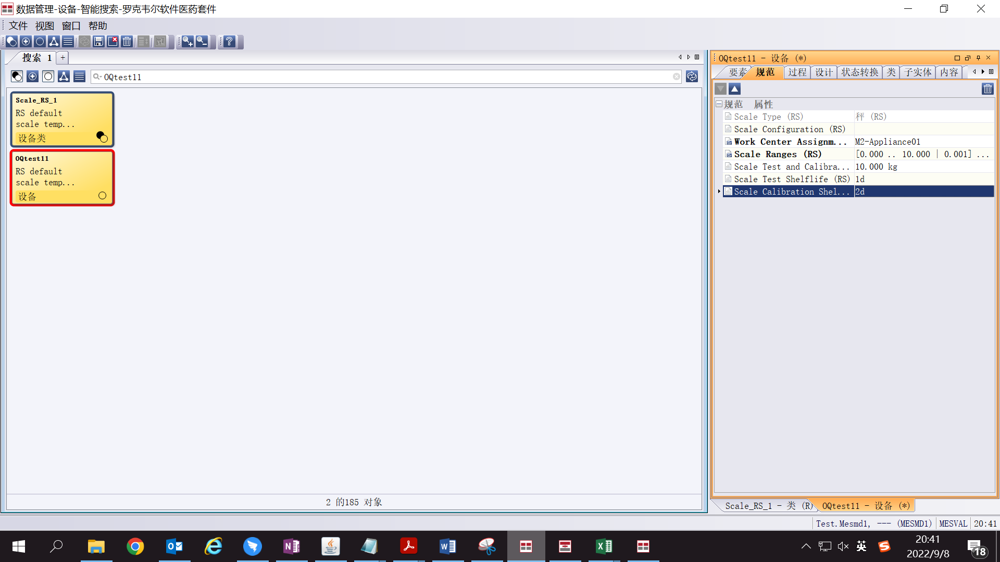 数据管理-设备-智能搜索-罗克韦尔软件医药套件
文件 视图 窗口 帮助
搜索 1 +
OQtest11
Scale_RS_1
RS default
scale temp...
设备类
OQtest11
RS default
scale temp...
设备
2 的185 对象
OQtest11 - 设备 (*)
要素 规范 过程 设计 状态转换 类 子实体 内容
规范 属性
Scale Type (RS) 秤 (RS)
Scale Configuration (RS)
Work Center Assignm... M2-Appliance01
Scale Ranges (RS) [0.000 .. 10.000 | 0.001] ...
Scale Test and Calibra... 10.000 kg
Scale Test Shelflife (RS) 1d
Scale Calibration Shel... 2d
Scale_RS_1 - 类 (R) OQtest11 - 设备 (*)
Test.Mesmd1, --- (MESMD1) MESVAL 20:41
英
20:41
2022/9/8
18